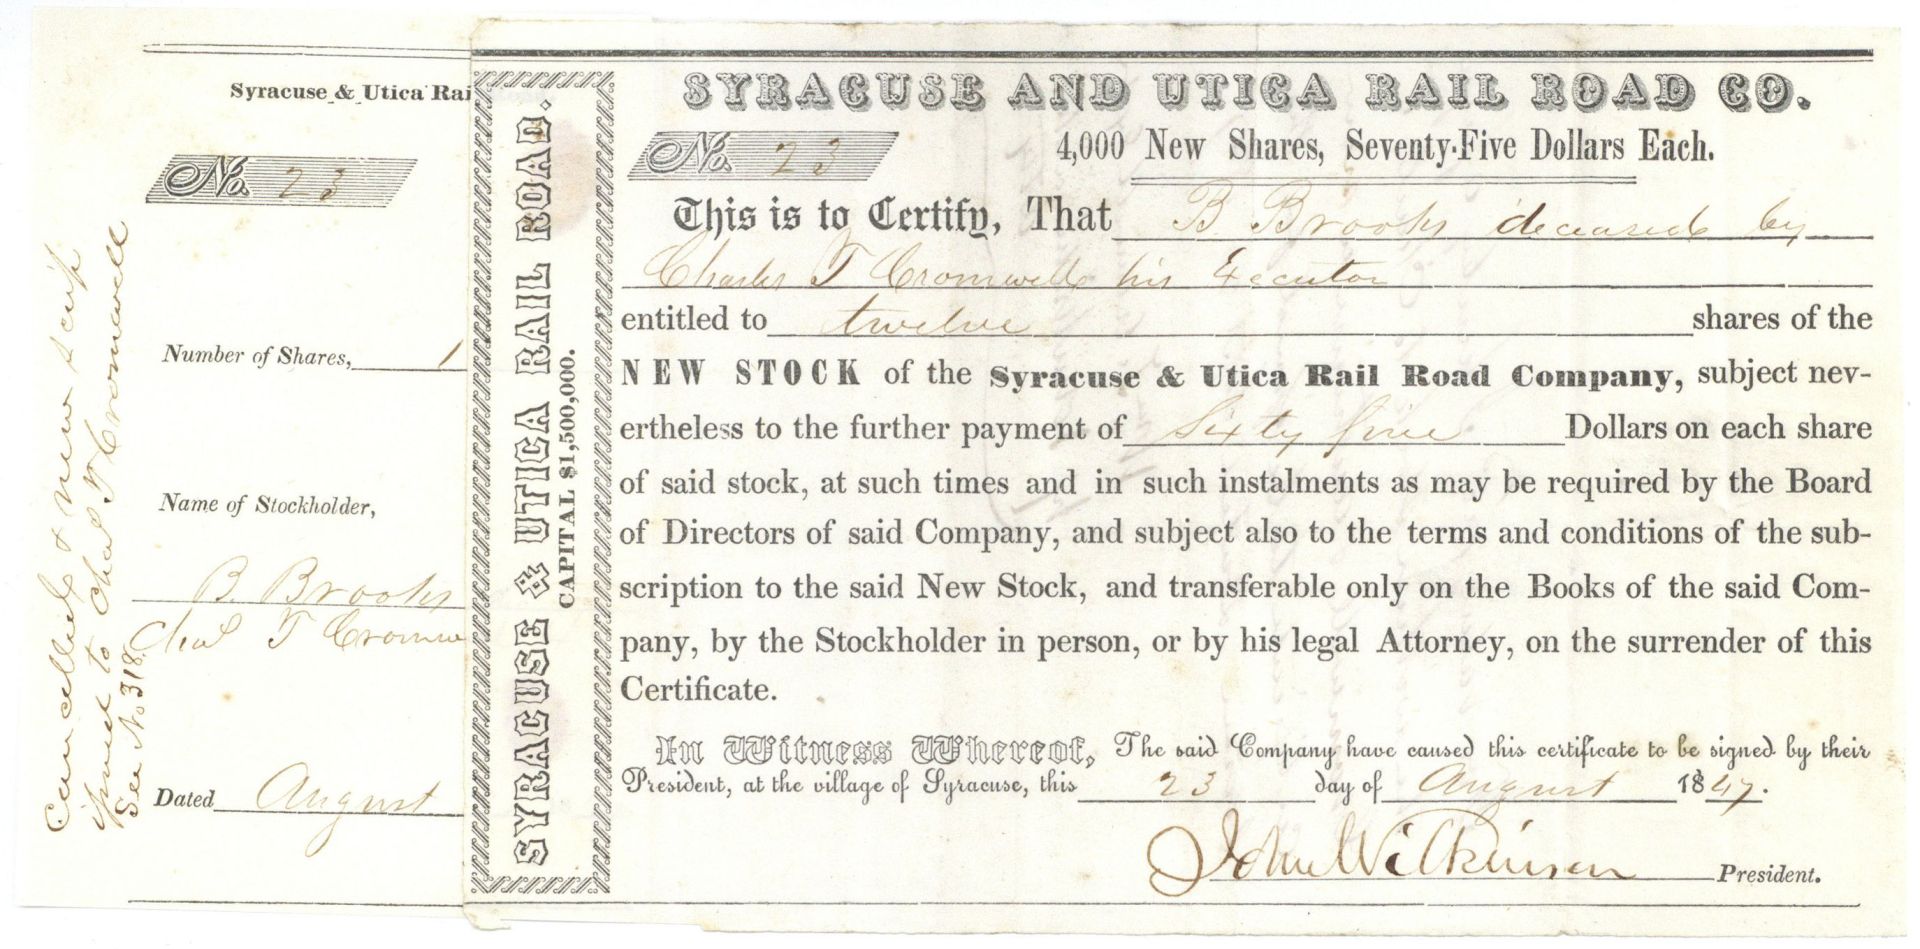 Syracuse & Utica Rai
No. 23
Number of Shares, 1
Name of Stockholder,
B. Brooks
Chas T Cromwe
Dated August
Cancelled & new scrip
issued to Chas T Cromwell
See No 318.
SYRACUSE & UTICA RAIL ROAD.
CAPITAL $1,500,000.
SYRACUSE AND UTICA RAIL ROAD CO.
No. 23
4,000 New Shares, Seventy-Five Dollars Each.
This is to Certify, That B Brooks deceased by
Charles T Cromwell his Executor
entitled to twelve shares of the
NEW STOCK of the Syracuse & Utica Rail Road Company, subject nev-
ertheless to the further payment of Sixty five Dollars on each share
of said stock, at such times and in such instalments as may be required by the Board
of Directors of said Company, and subject also to the terms and conditions of the sub-
scription to the said New Stock, and transferable only on the Books of the said Com-
pany, by the Stockholder in person, or by his legal Attorney, on the surrender of this
Certificate.
In Witness Whereof, The said Company have caused this certificate to be signed by their
President, at the village of Syracuse, this 23 day of August 1847.
John Wilkinson President.